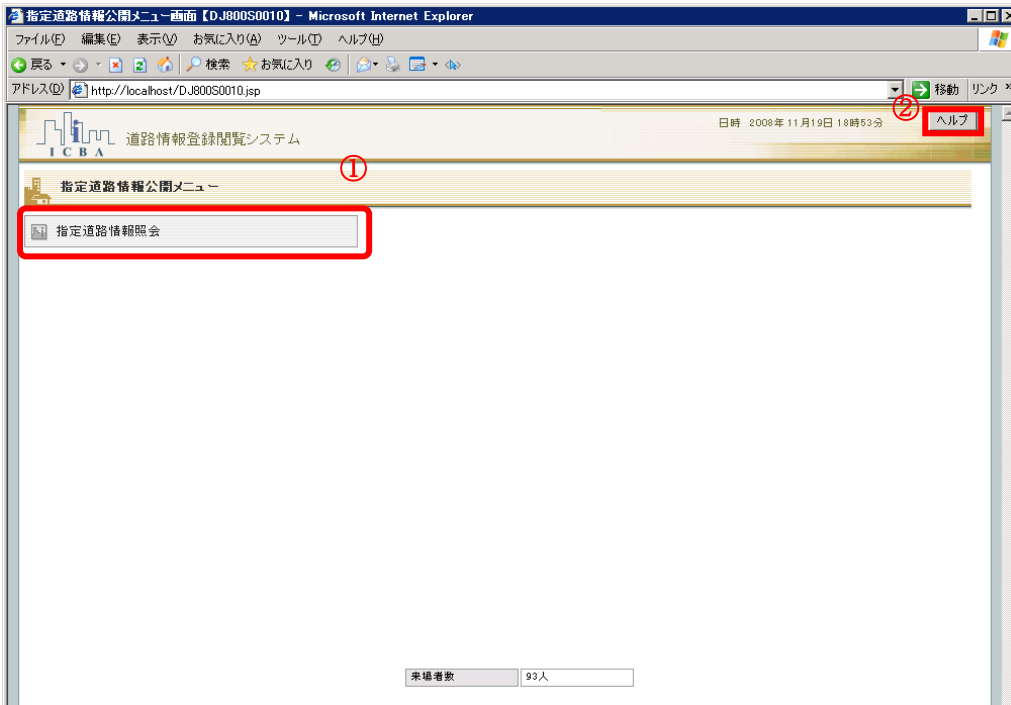 指定道路情報公開メニュー画面【DJ800S0010】 - Microsoft Internet Explorer
ファイル(F) 編集(E) 表示(V) お気に入り(A) ツール(T) ヘルプ(H)
戻る 検索 お気に入り
アドレス(D) http://localhost/DJ800S0010.jsp 移動 リンク »
ICBA 道路情報登録閲覧システム 日時 2008年11月19日 18時53分 ② ヘルプ
①
指定道路情報公開メニュー
指定道路情報照会
来場者数 93人